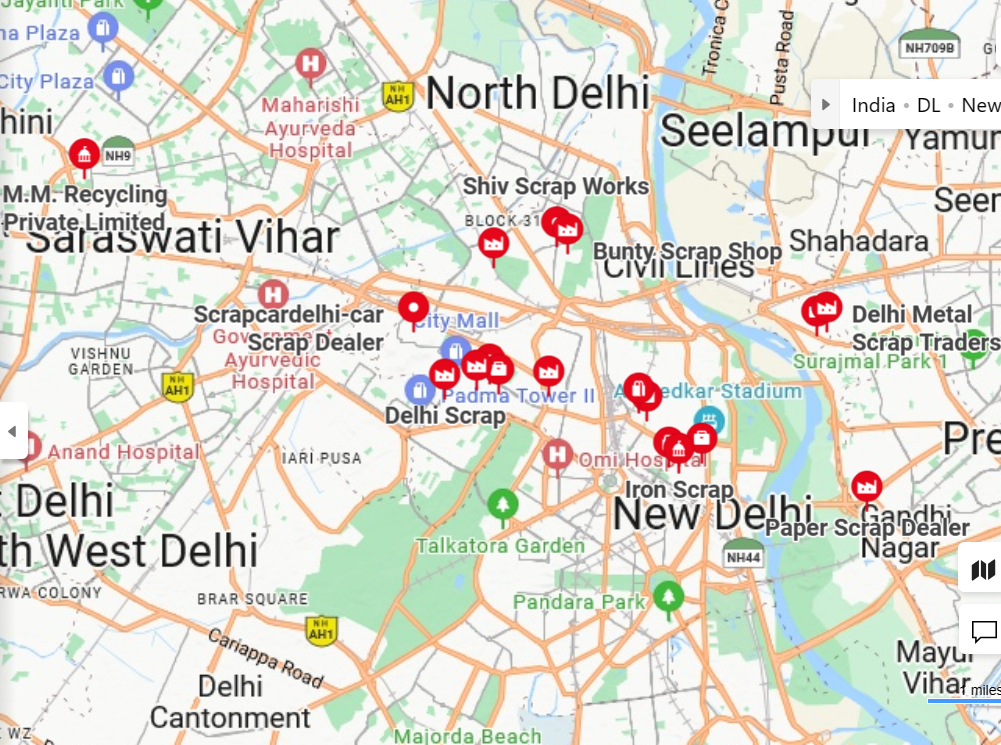 Jayanti Park
na Plaza
City Plaza
hini
NH9
M.M. Recycling
Private Limited
Saraswati Vihar
Maharishi
Ayurveda
Hospital
NH
AH1
North Delhi
Tronica C
Pusta Road
NH709B
India • DL • New
Seelampur
Yamur
Seer
Shiv Scrap Works
BLOCK 31
Bunty Scrap Shop
Civil Lines
Shahadara
Scrapcardelhi-car
Scrap Dealer
City Mall
Delhi Metal
Scrap Traders
Surajmal Park 1
Government
Ayurvedic
Hospital
VISHNU
GARDEN
NH
AH1
Padma Tower II
Delhi Scrap
Anand Hospital
IARI PUSA
Omi Hospital
Iron Scrap
New Delhi
Pre
Gandhi
Nagar
Paper Scrap Dealer
t Delhi
th West Delhi
Talkatora Garden
NH44
RWA COLONY
BRAR SQUARE
Pandara Park
NH
AH1
Cariappa Road
Delhi
Cantonment
Mayur
Vihar
1 miles
WZ
Majorda Beach